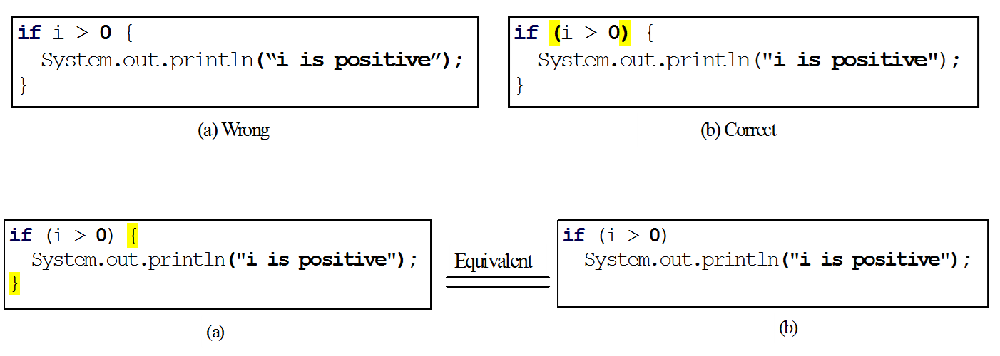 if i > 0 {
  System.out.println(“i is positive”);
}
(a) Wrong
if (i > 0) {
  System.out.println("i is positive");
}
(b) Correct
if (i > 0) {
  System.out.println("i is positive");
}
(a)
Equivalent
if (i > 0)
  System.out.println("i is positive");
(b)